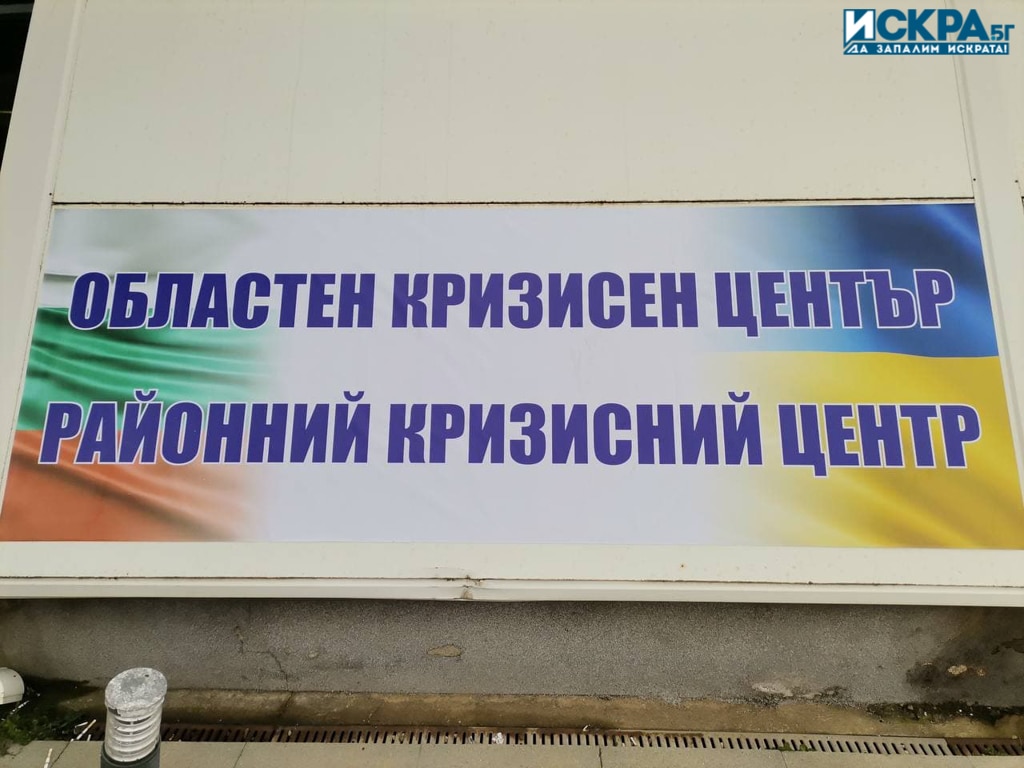 ИСКРА.БГ
ДА ЗАПАЛИМ ИСКРАТА!
ОБЛАСТЕН КРИЗИСЕН ЦЕНТЪР
РАЙОННИЙ КРИЗИСНИЙ ЦЕНТР